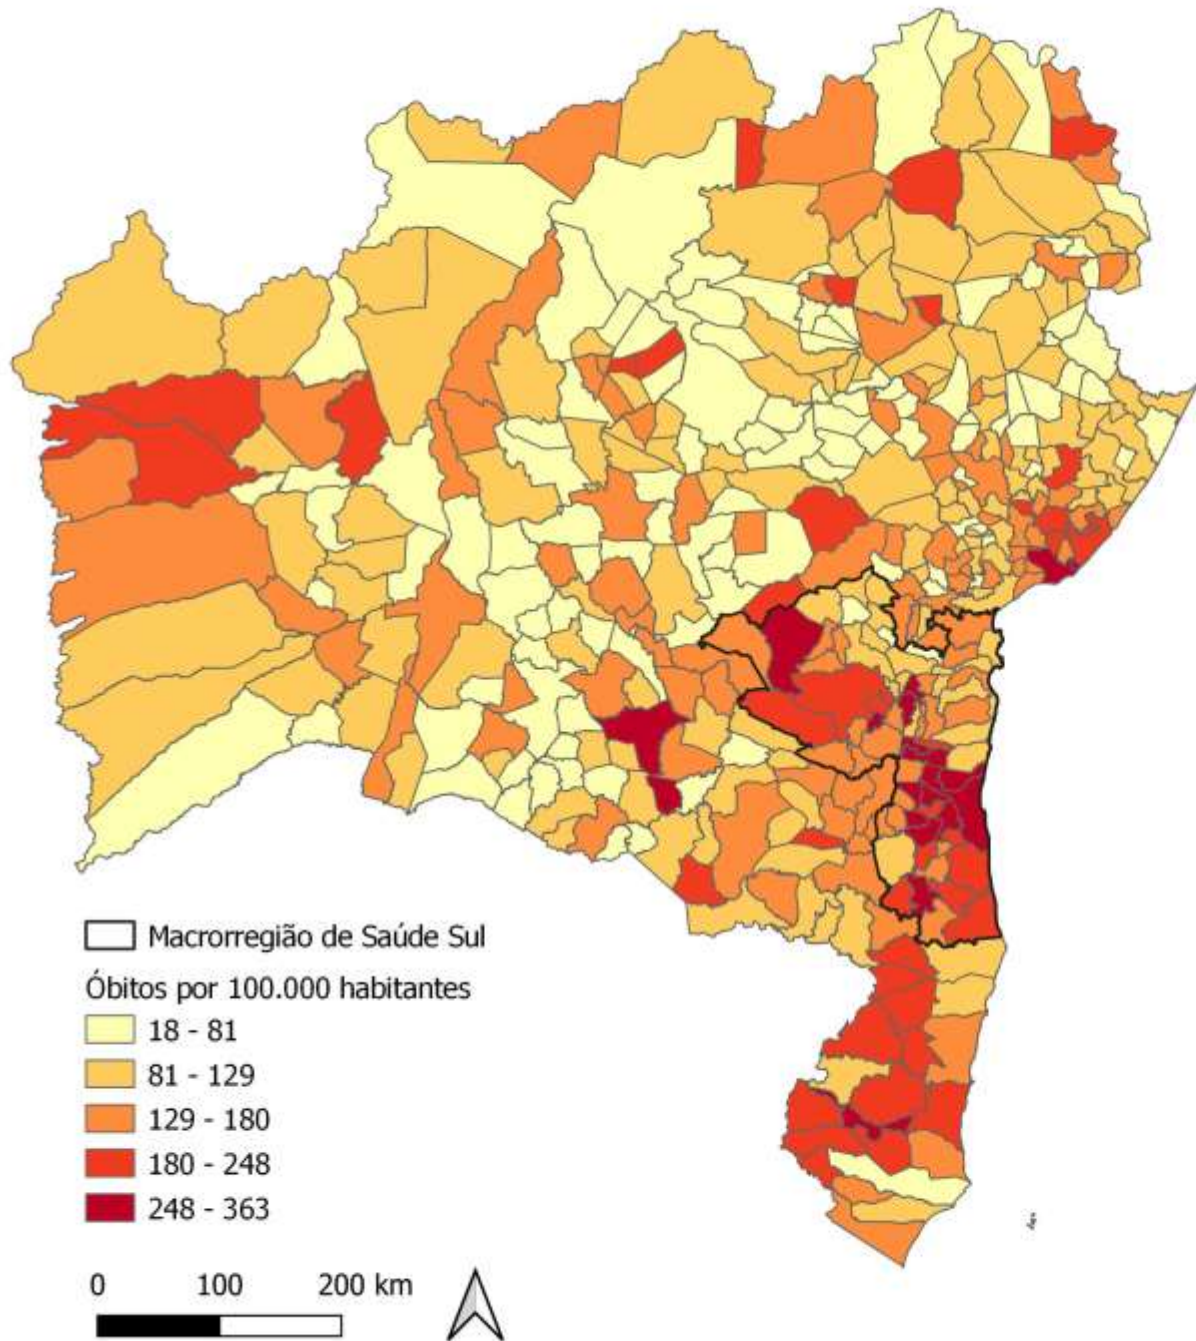 Macrorregião de Saúde Sul
Óbitos por 100.000 habitantes
18 - 81
81 - 129
129 - 180
180 - 248
248 - 363
0 100 200 km